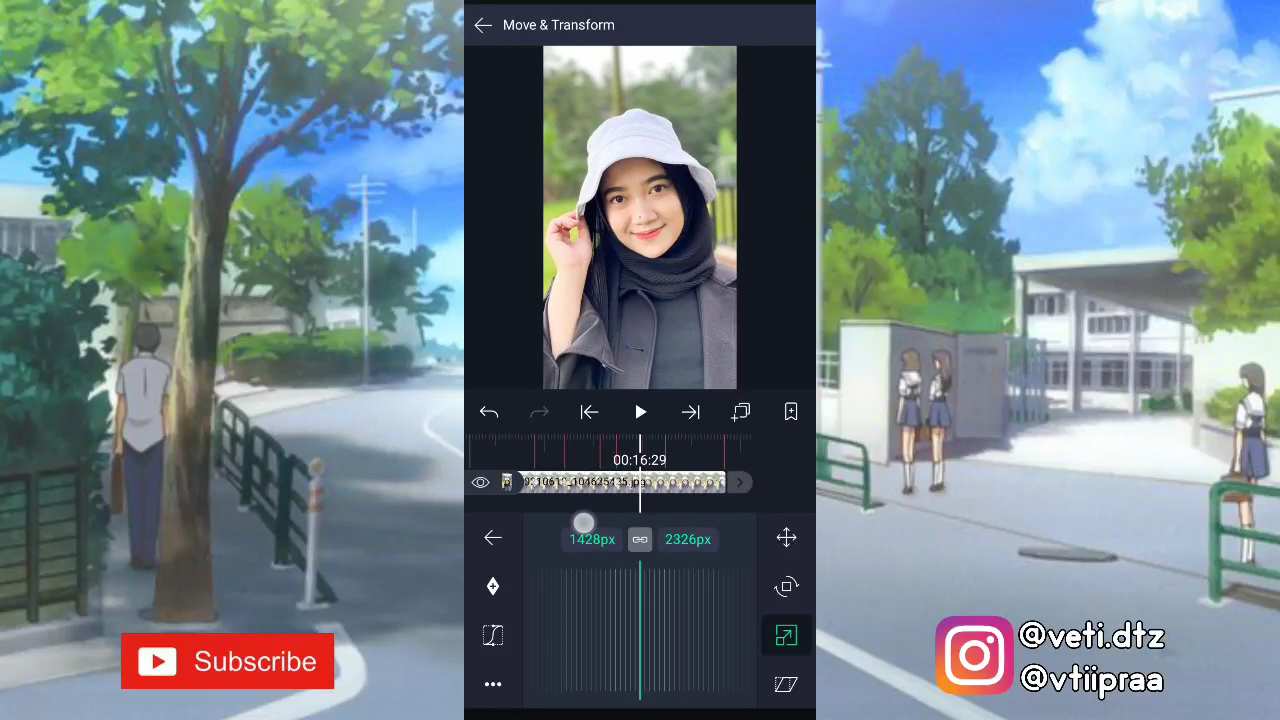 Move & Transform
00:16:29
1428px
2326px
Subscribe
@veti.dtz
@vtiipraa